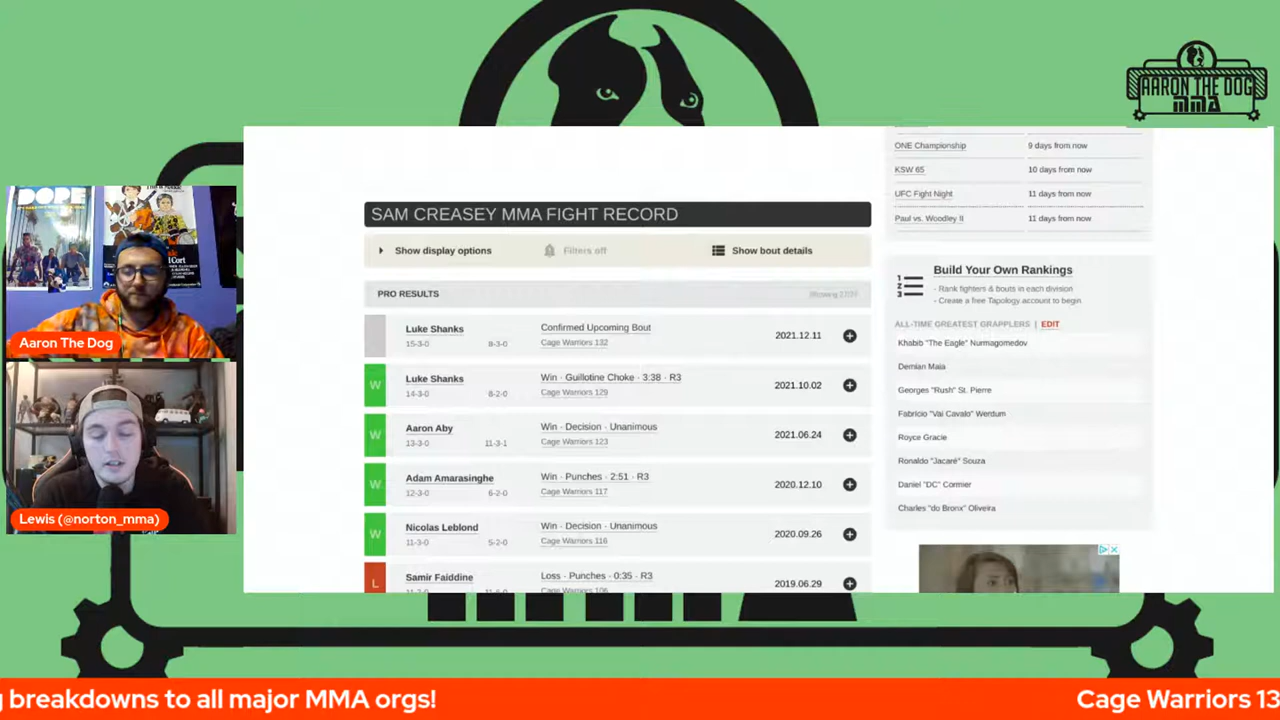 AARON THE DOG
MMA
DOPE
Aaron The Dog
Lewis (@norton_mma)
SAM CREASEY MMA FIGHT RECORD
Show display options
Filters off
Show bout details
PRO RESULTS
Luke Shanks
Confirmed Upcoming Bout
2021.12.11
15-3-0
8-3-0
Cage Warriors 132
W
Luke Shanks
Win · Guillotine Choke · 3:38 · R3
2021.10.02
14-3-0
8-2-0
Cage Warriors 129
W
Aaron Aby
Win · Decision · Unanimous
2021.06.24
13-3-0
11-3-1
Cage Warriors 123
W
Adam Amarasinghe
Win · Punches · 2:51 · R3
2020.12.10
12-3-0
6-2-0
Cage Warriors 117
W
Nicolas Leblond
Win · Decision · Unanimous
2020.09.26
11-3-0
5-2-0
Cage Warriors 116
L
Samir Faiddine
Loss · Punches · 0:35 · R3
2019.06.29
Cage Warriors 106
ONE Championship
9 days from now
KSW 65
10 days from now
UFC Fight Night
11 days from now
Paul vs. Woodley II
11 days from now
1
2
3
Build Your Own Rankings
- Rank fighters & bouts in each division
- Create a free Tapology account to begin
ALL-TIME GREATEST GRAPPLERS | EDIT
Khabib "The Eagle" Nurmagomedov
Demian Maia
Georges "Rush" St. Pierre
Fabricio "Vai Cavalo" Werdum
Royce Gracie
Ronaldo "Jacaré" Souza
Daniel "DC" Cormier
Charles "do Bronx" Oliveira
breakdowns to all major MMA orgs!
Cage Warriors 13